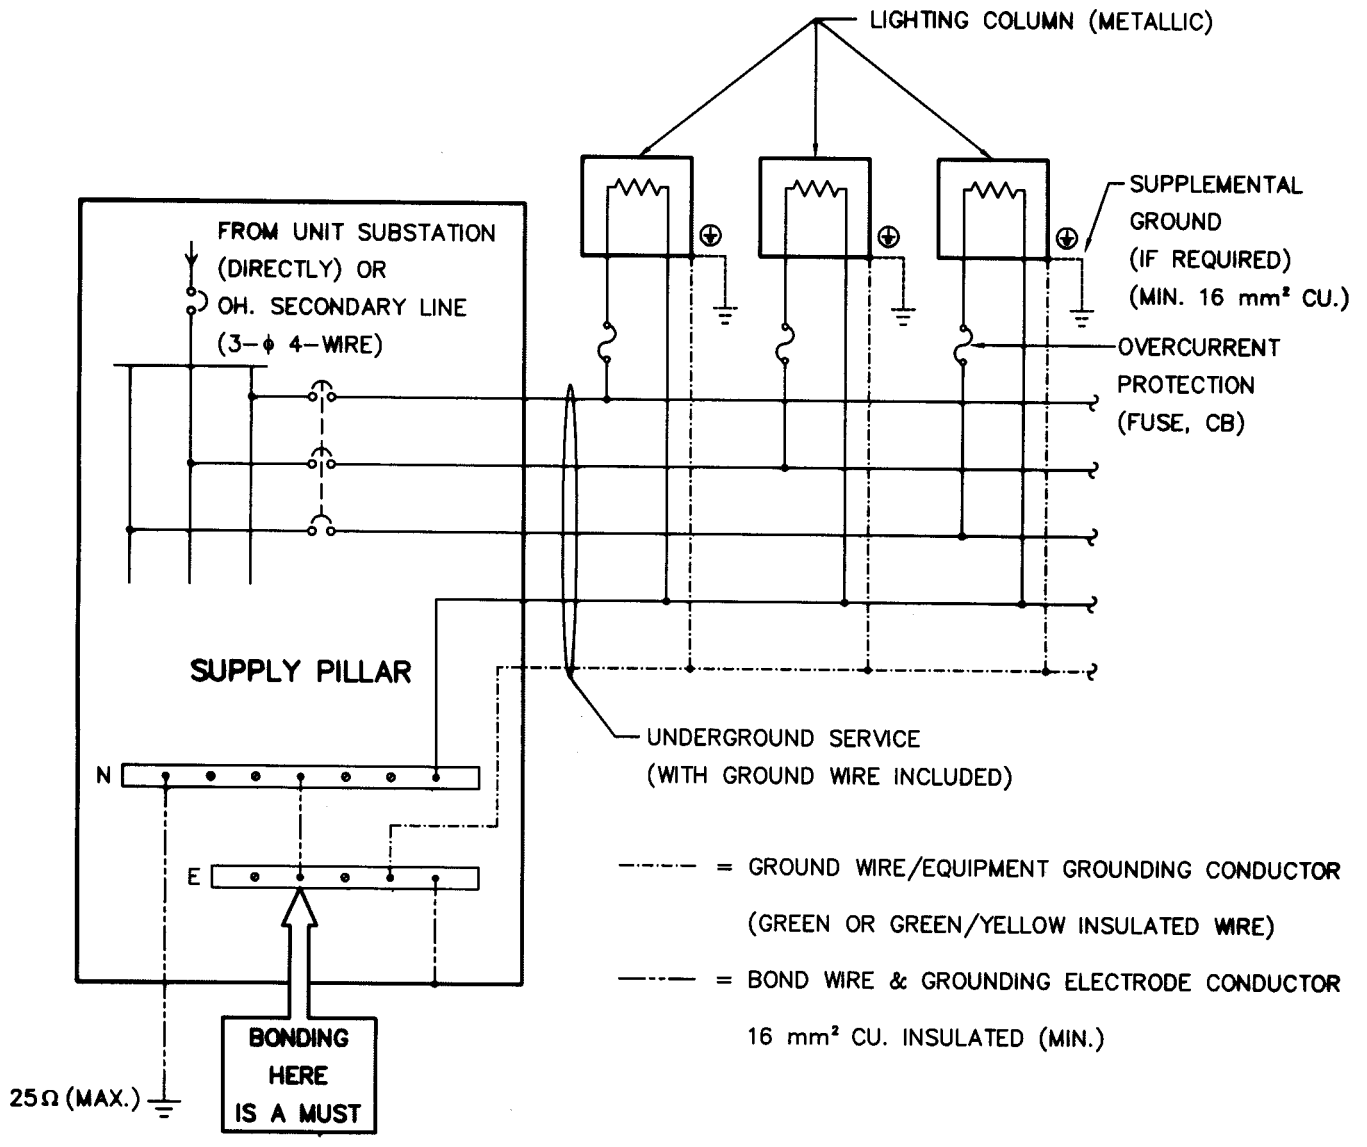 LIGHTING COLUMN (METALLIC)
SUPPLEMENTAL
GROUND
(IF REQUIRED)
(MIN. 16 mm² CU.)
FROM UNIT SUBSTATION
(DIRECTLY) OR
OH. SECONDARY LINE
(3-ϕ 4-WIRE)
OVERCURRENT
PROTECTION
(FUSE, CB)
SUPPLY PILLAR
UNDERGROUND SERVICE
(WITH GROUND WIRE INCLUDED)
N
E
= GROUND WIRE/EQUIPMENT GROUNDING CONDUCTOR
(GREEN OR GREEN/YELLOW INSULATED WIRE)
= BOND WIRE & GROUNDING ELECTRODE CONDUCTOR
16 mm² CU. INSULATED (MIN.)
BONDING
HERE
IS A MUST
25Ω (MAX.)